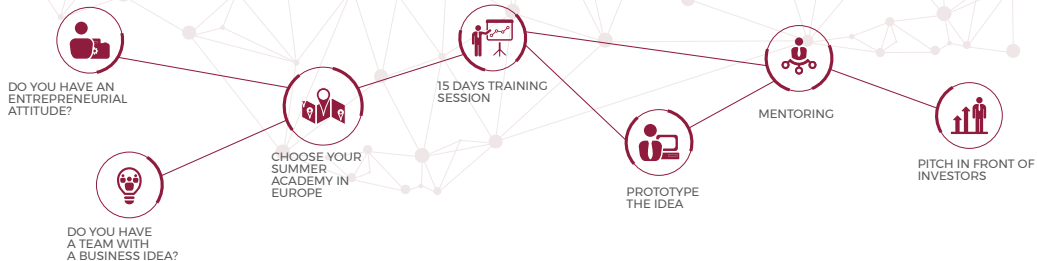 DO YOU HAVE AN
ENTREPRENEURIAL
ATTITUDE?
DO YOU HAVE
A TEAM WITH
A BUSINESS IDEA?
CHOOSE YOUR
SUMMER
ACADEMY IN
EUROPE
15 DAYS TRAINING
SESSION
PROTOTYPE
THE IDEA
MENTORING
PITCH IN FRONT OF
INVESTORS